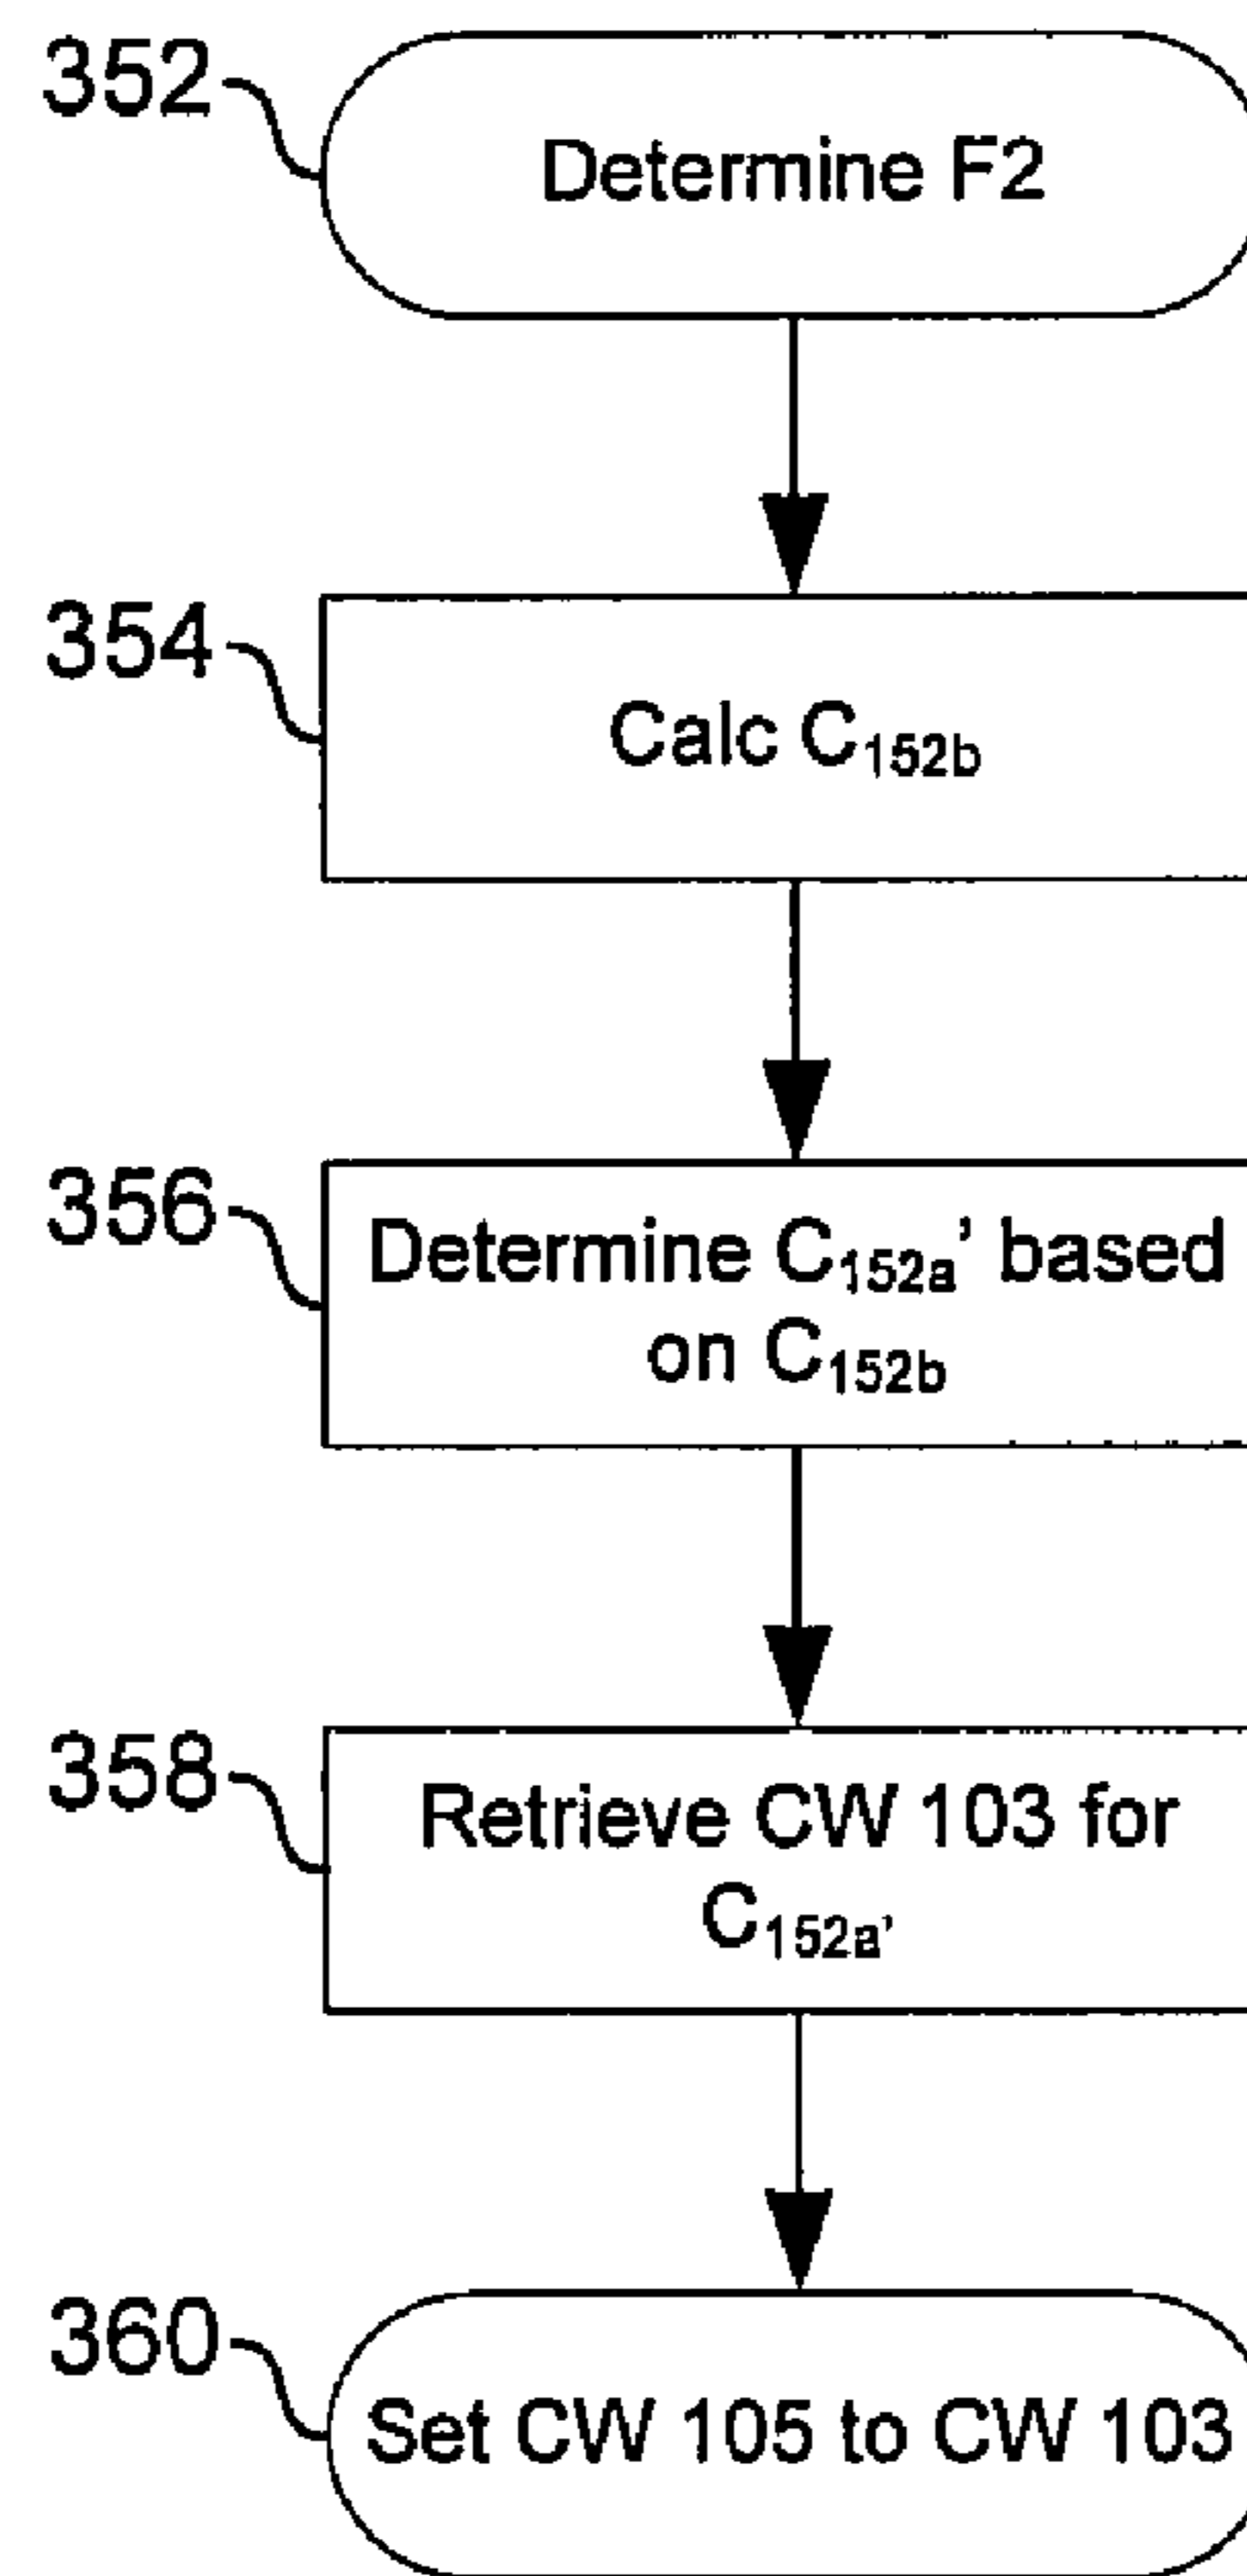 352
Determine F2
354
Calc C152b
356
Determine C152a’ based
on C152b
358
Retrieve CW 103 for
C152a’
360
Set CW 105 to CW 103